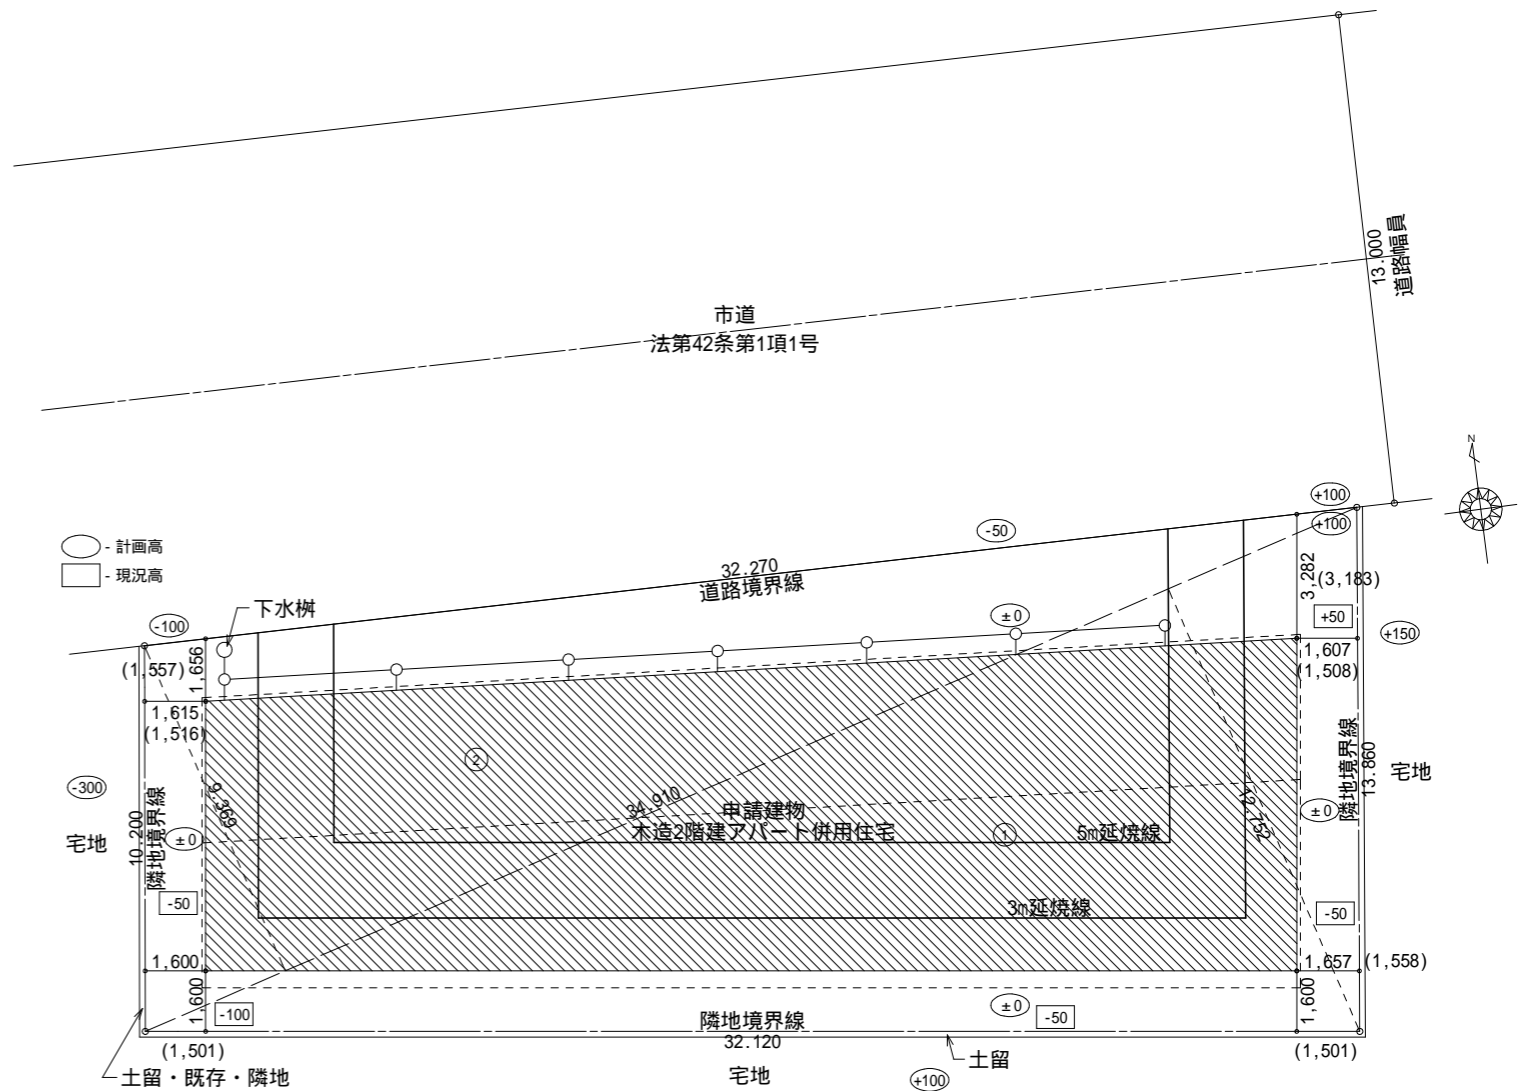 13.000
道路幅員
市道
法第42条第1項1号
N
- 計画高
- 現況高
下水桝
+100
+100
-50
32.270
道路境界線
3,282
(3,183)
+50
+150
-100
(1,557)
1,656
±0
1,607
(1,508)
1,615
(1,516)
②
-300
宅地
10.200
隣地境界線
±0
9.369
34.910
申請建物
木造2階建アパート併用住宅
①
5m延焼線
12.752
±0
隣地境界線
13.860
宅地
-50
3m延焼線
-50
1,600
1,600
-100
1,657
(1,558)
1,600
±0
-50
隣地境界線
32.120
(1,501)
土留・既存・隣地
宅地
土留
+100
(1,501)